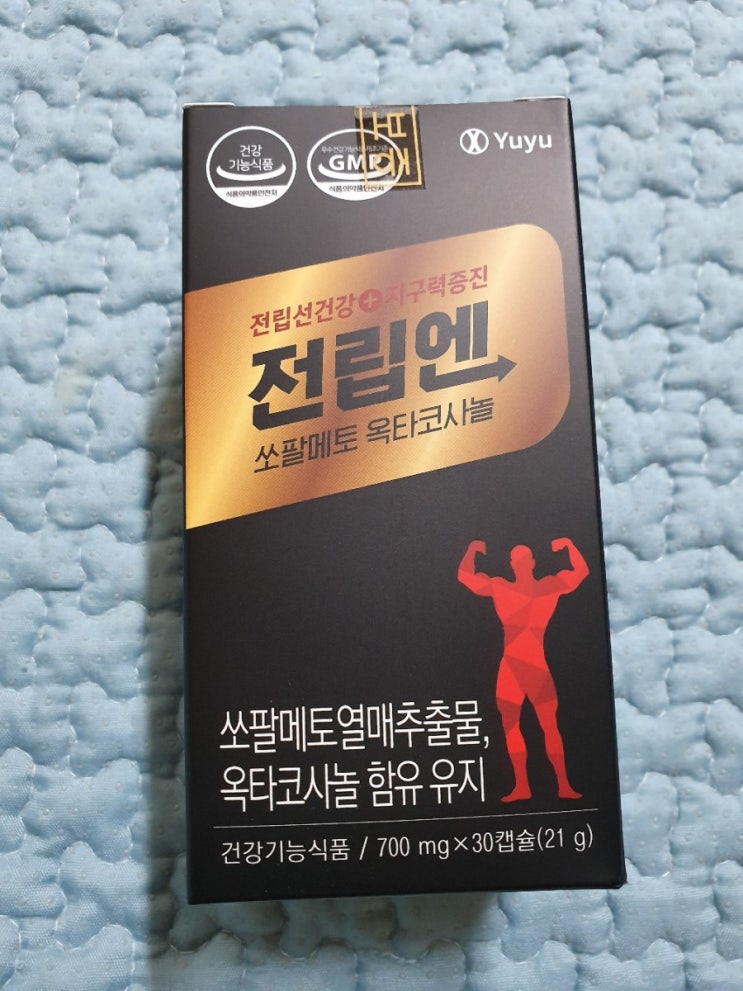 건강
기능식품
식품의약품안전처
GMP
식품의약품안전처
Yuyu
전립선건강+지구력증진
전립엔
쏘팔메토 옥타코사놀
쏘팔메토열매추출물,
옥타코사놀 함유 유지
건강기능식품 / 700 mg×30캡슐(21 g)